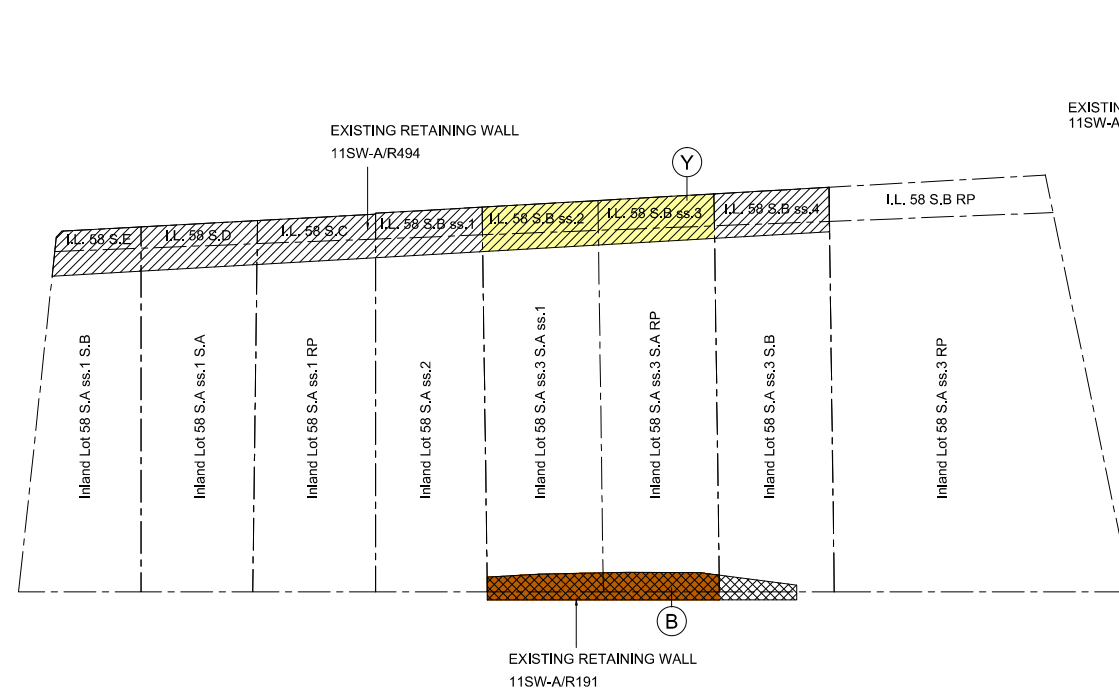 EXISTING RETAINING WALL
11SW-A/R494
EXISTIN
11SW-A
Y
I.L. 58 S.E
I.L. 58 S.D
I.L. 58 S.C
I.L. 58 S.B ss.1
I.L. 58 S.B ss.2
I.L. 58 S.B ss.3
I.L. 58 S.B ss.4
I.L. 58 S.B RP
Inland Lot 58 S.A ss.1 S.B
Inland Lot 58 S.A ss.1 S.A
Inland Lot 58 S.A ss.1 RP
Inland Lot 58 S.A ss.2
Inland Lot 58 S.A ss.3 S.A ss.1
Inland Lot 58 S.A ss.3 S.A RP
Inland Lot 58 S.A ss.3 S.B
Inland Lot 58 S.A ss.3 RP
B
EXISTING RETAINING WALL
11SW-A/R191